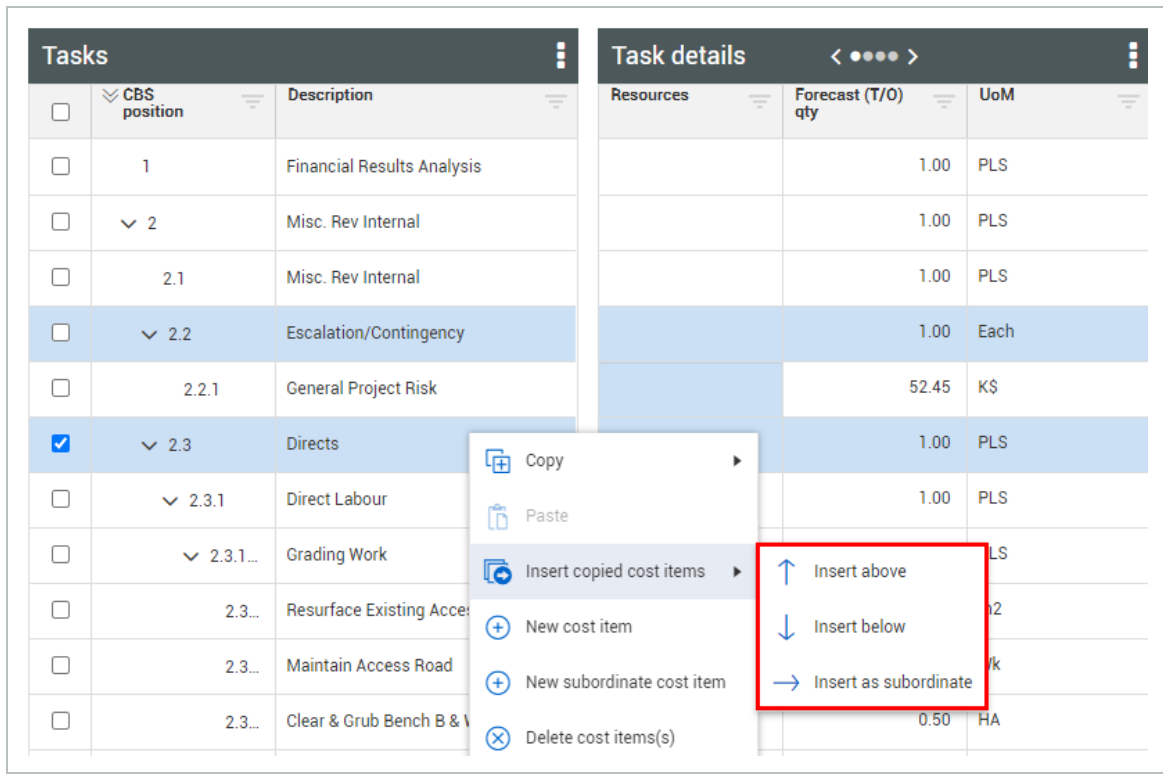 Tasks
Task details
CBS position
Description
Resources
Forecast (T/O) qty
UoM
1 Financial Results Analysis 1.00 PLS
2 Misc. Rev Internal 1.00 PLS
2.1 Misc. Rev Internal 1.00 PLS
2.2 Escalation/Contingency 1.00 Each
2.2.1 General Project Risk 52.45 K$
2.3 Directs 1.00 PLS
Copy
2.3.1 Direct Labour 1.00 PLS
Paste
2.3.1... Grading Work LS
Insert copied cost items
Insert above
2.3... Resurface Existing Acce
New cost item
Insert below
2.3... Maintain Access Road
New subordinate cost item
Insert as subordinate
2.3... Clear & Grub Bench B & 0.50 HA
Delete cost items(s)